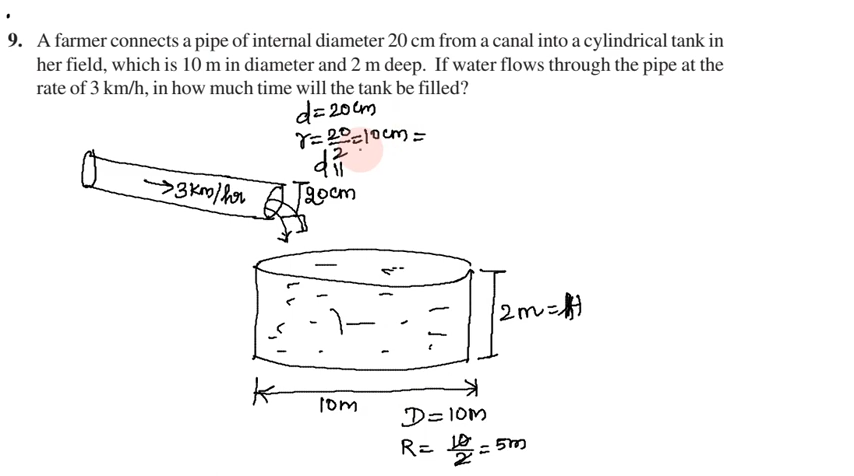 9. A farmer connects a pipe of internal diameter 20 cm from a canal into a cylindrical tank in
her field, which is 10 m in diameter and 2 m deep. If water flows through the pipe at the
rate of 3 km/h, in how much time will the tank be filled?
d=20cm
r=20/2=10cm=
d
→3km/hr
20cm
2m=H
10m
D=10m
R=10/2=5m